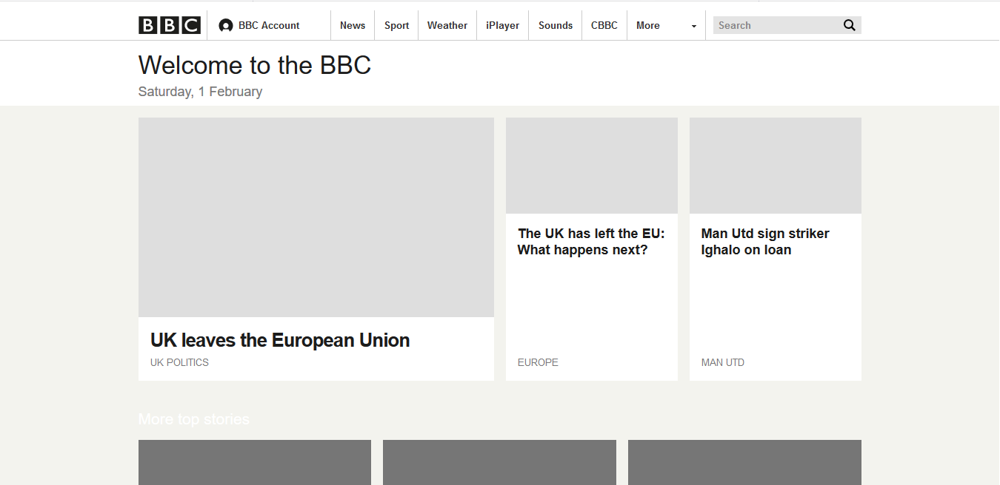 BBC BBC Account News Sport Weather iPlayer Sounds CBBC More Search
Welcome to the BBC
Saturday, 1 February
UK leaves the European Union
UK POLITICS
The UK has left the EU:
What happens next?
EUROPE
Man Utd sign striker
Ighalo on loan
MAN UTD
More top stories